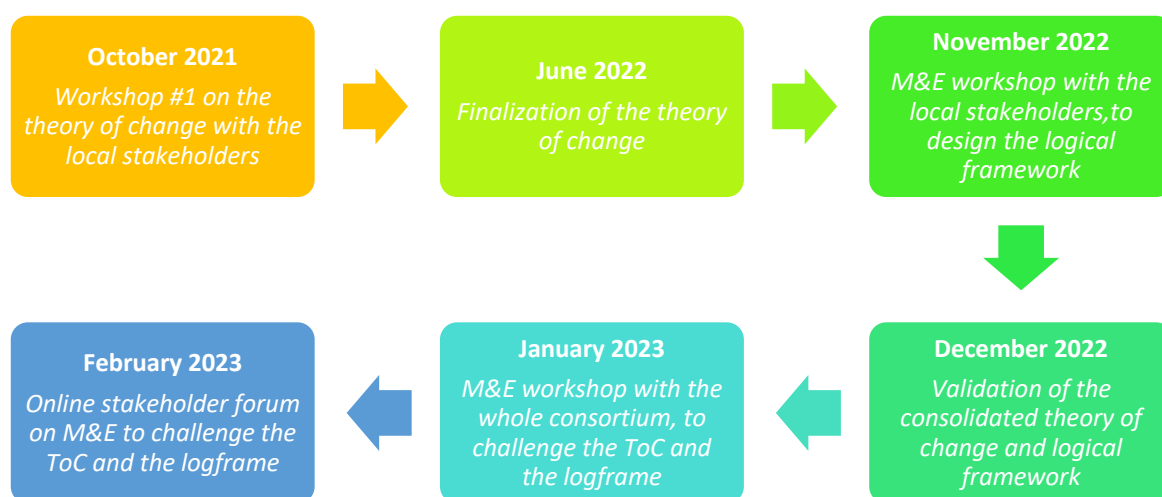 October 2021
Workshop #1 on the
theory of change with the
local stakeholders
June 2022
Finalization of the theory
of change
November 2022
M&E workshop with the
local stakeholders,to
design the logical
framework
December 2022
Validation of the
consolidated theory of
change and logical
framework
January 2023
M&E workshop with the
whole consortium, to
challenge the ToC and
the logframe
February 2023
Online stakeholder forum
on M&E to challenge the
ToC and the logframe